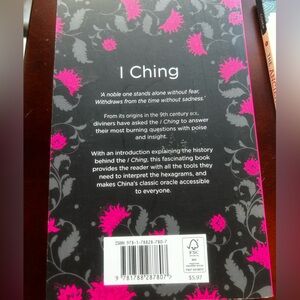 I Ching
'A noble one stands alone without fear,
Withdraws from the time without sadness.'
From its origins in the 9th century BCE,
diviners have asked the I Ching to answer
their most burning questions with poise
and insight.
With an introduction explaining the history
behind the I Ching, this fascinating book
provides the reader with all the tools they
need to interpret the hexagrams, and
makes China's classic oracle accessible
to everyone.
ISBN: 978-1-78828-780-7
9781788287807
FSC
$5.97